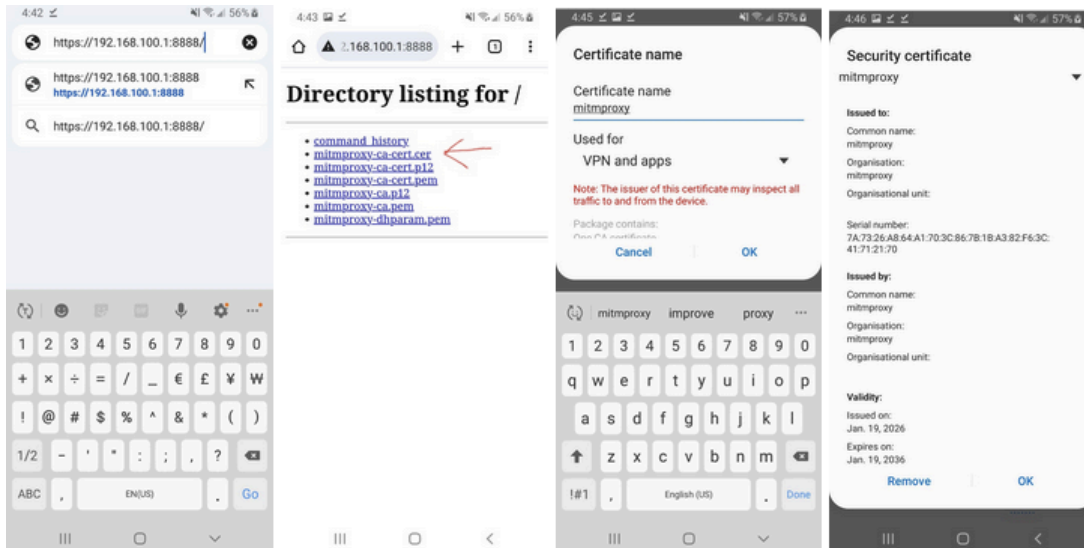 4:42
56%
https://192.168.100.1:8888/
https://192.168.100.1:8888
https://192.168.100.1:8888
https://192.168.100.1:8888/
1 2 3 4 5 6 7 8 9 0
+ × ÷ = / _ € £ ¥ ₩
! @ # $ % ^ & * ( )
1/2 - ' " : ; , ?
ABC , EN(US) . Go
4:43
56%
2.168.100.1:8888
1
Directory listing for /
command_history
mitmproxy-ca-cert.cer
mitmproxy-ca-cert.p12
mitmproxy-ca-cert.pem
mitmproxy-ca.p12
mitmproxy-ca.pem
mitmproxy-dhparam.pem
4:45
57%
Certificate name
Certificate name
mitmproxy
Used for
VPN and apps
Note: The issuer of this certificate may inspect all
traffic to and from the device.
Package contains:
One CA certificate
Cancel OK
mitmproxy improve proxy
1 2 3 4 5 6 7 8 9 0
q w e r t y u i o p
a s d f g h j k l
z x c v b n m
!#1 , English (US) . Done
4:46
57%
Security certificate
mitmproxy
Issued to:
Common name:
mitmproxy
Organisation:
mitmproxy
Organisational unit:
Serial number:
7A:73:26:A8:64:A1:70:3C:86:7B:1B:A3:82:F6:3C:
41:71:21:70
Issued by:
Common name:
mitmproxy
Organisation:
mitmproxy
Organisational unit:
Validity:
Issued on:
Jan. 19, 2026
Expires on:
Jan. 19, 2036
Remove OK